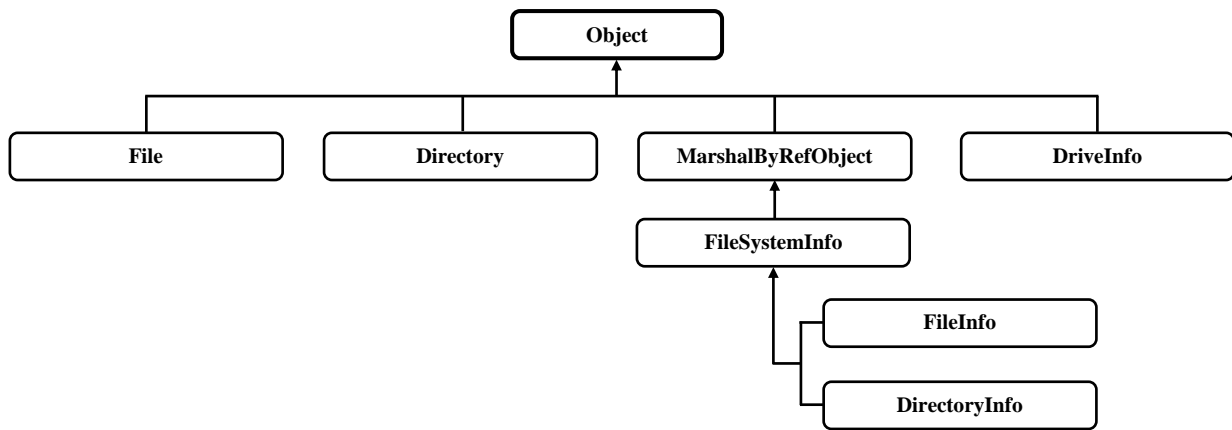 Object
File
Directory
MarshalByRefObject
DriveInfo
FileSystemInfo
FileInfo
DirectoryInfo